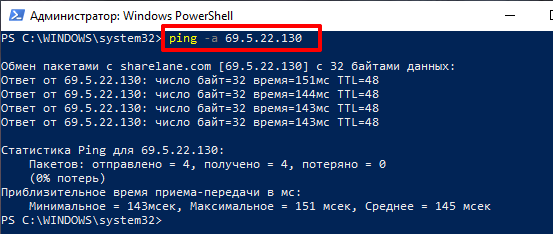 Администратор: Windows PowerShell
PS C:\WINDOWS\system32> ping -a 69.5.22.130
Обмен пакетами с sharelane.com [69.5.22.130] с 32 байтами данных:
Ответ от 69.5.22.130: число байт=32 время=151мс TTL=48
Ответ от 69.5.22.130: число байт=32 время=144мс TTL=48
Ответ от 69.5.22.130: число байт=32 время=143мс TTL=48
Ответ от 69.5.22.130: число байт=32 время=143мс TTL=48
Статистика Ping для 69.5.22.130:
Пакетов: отправлено = 4, получено = 4, потеряно = 0
(0% потерь)
Приблизительное время приема-передачи в мс:
Минимальное = 143мсек, Максимальное = 151 мсек, Среднее = 145 мсек
PS C:\WINDOWS\system32>